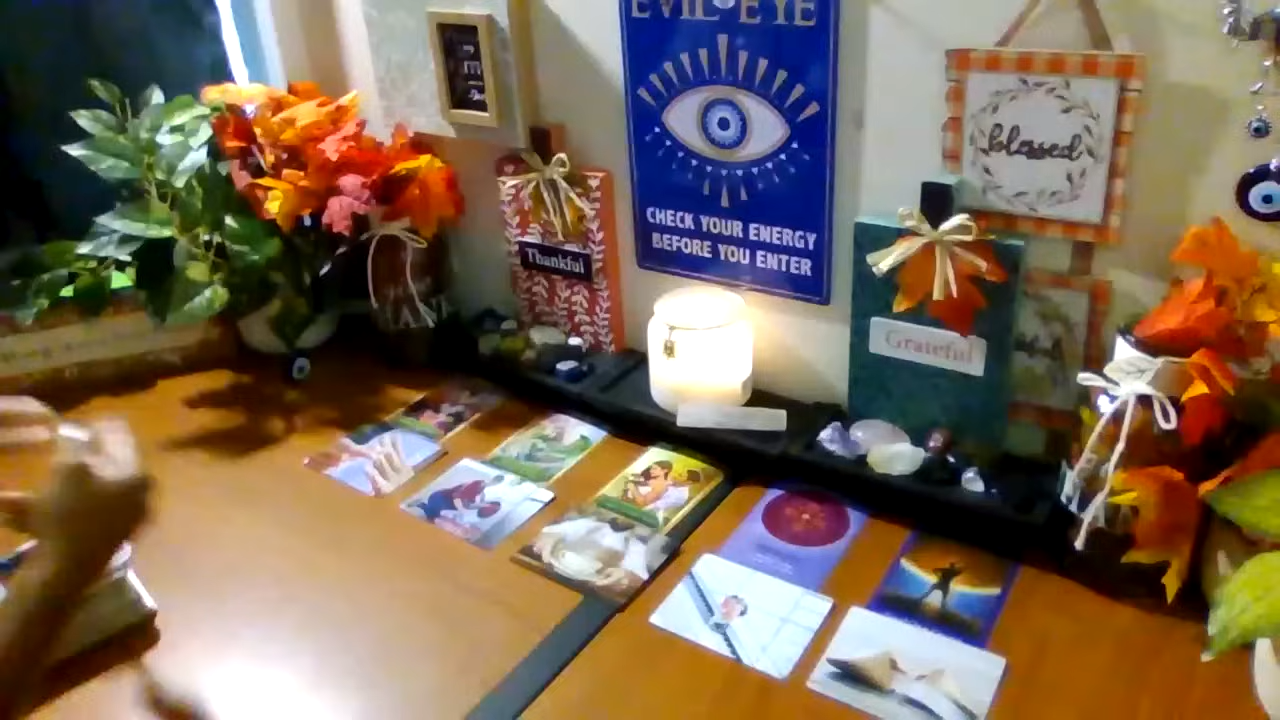 EVIL EYE
CHECK YOUR ENERGY
BEFORE YOU ENTER
Thankful
blessed
Grateful